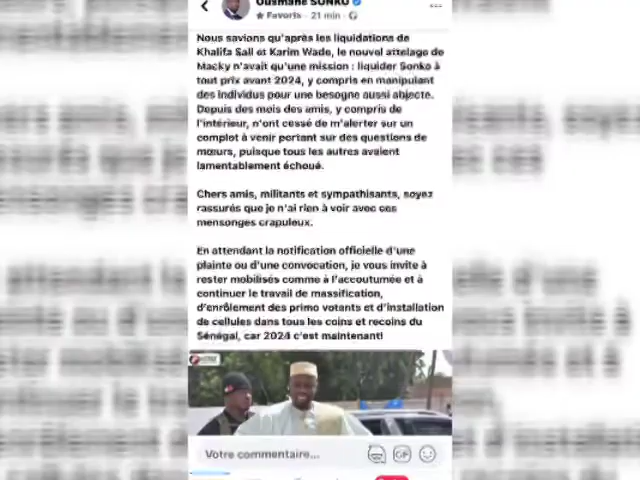 Ousmane SONKO
Favoris · 21 min ·
Nous savions qu'après les liquidations de
Khalifa Sall et Karim Wade, le nouvel attelage de
Macky n'avait qu'une mission : liquider Sonko à
tout prix avant 2024, y compris en manipulant
des individus pour une besogne aussi abjecte.
Depuis des mois des amis, y compris de
l'intérieur, n'ont cessé de m'alerter sur un
complot à venir portant sur des questions de
mœurs, puisque tous les autres avaient
lamentablement échoué.
Chers amis, militants et sympathisants, soyez
rassurés que je n'ai rien à voir avec ces
mensonges crapuleux.
En attendant la notification officielle d'une
plainte ou d'une convocation, je vous invite à
rester mobilisés comme à l'accoutumée et à
continuer le travail de massification,
d'enrôlement des primo votants et d'installation
de cellules dans tous les coins et recoins du
Sénégal, car 2024 c'est maintenant!
Votre commentaire...
GIF